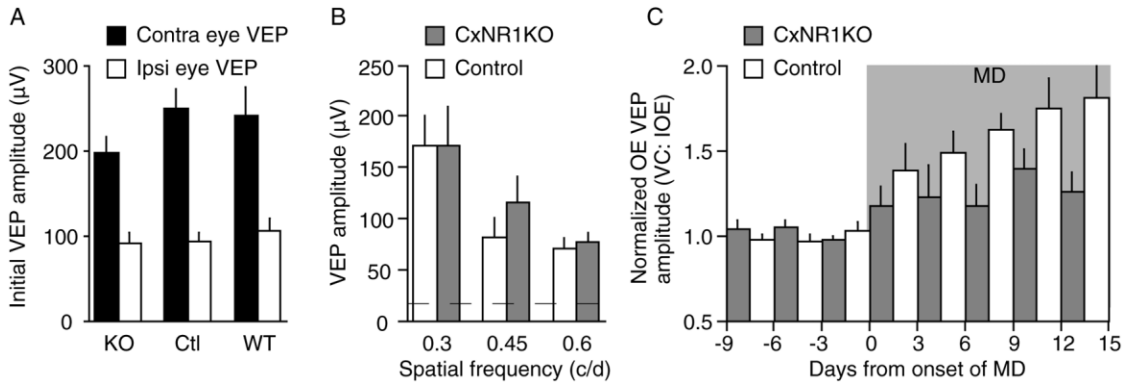 A
Contra eye VEP
Ipsi eye VEP
Initial VEP amplitude (µV)
300
200
100
0
KO Ctl WT
B
CxNR1KO
Control
VEP amplitude (µV)
250
200
150
100
50
0
0.3 0.45 0.6
Spatial frequency (c/d)
C
CxNR1KO
Control
MD
Normalized OE VEP
amplitude (VC: IOE)
2.0
1.5
1.0
0.5
-9 -6 -3 0 3 6 9 12 15
Days from onset of MD